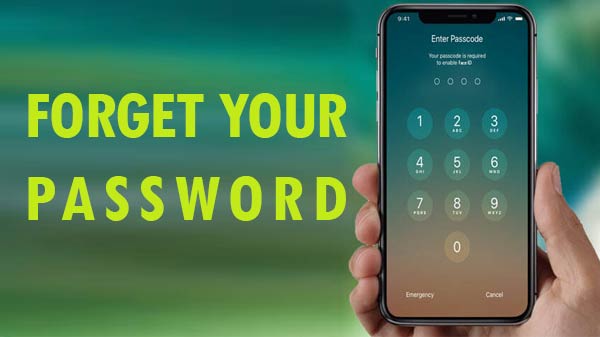 FORGET YOUR
PASSWORD
9:41
Enter Passcode
Your passcode is required
to enable Face ID
1
2
ABC
3
DEF
4
GHI
5
JKL
6
MNO
7
PQRS
8
TUV
9
WXYZ
0
Emergency
Cancel